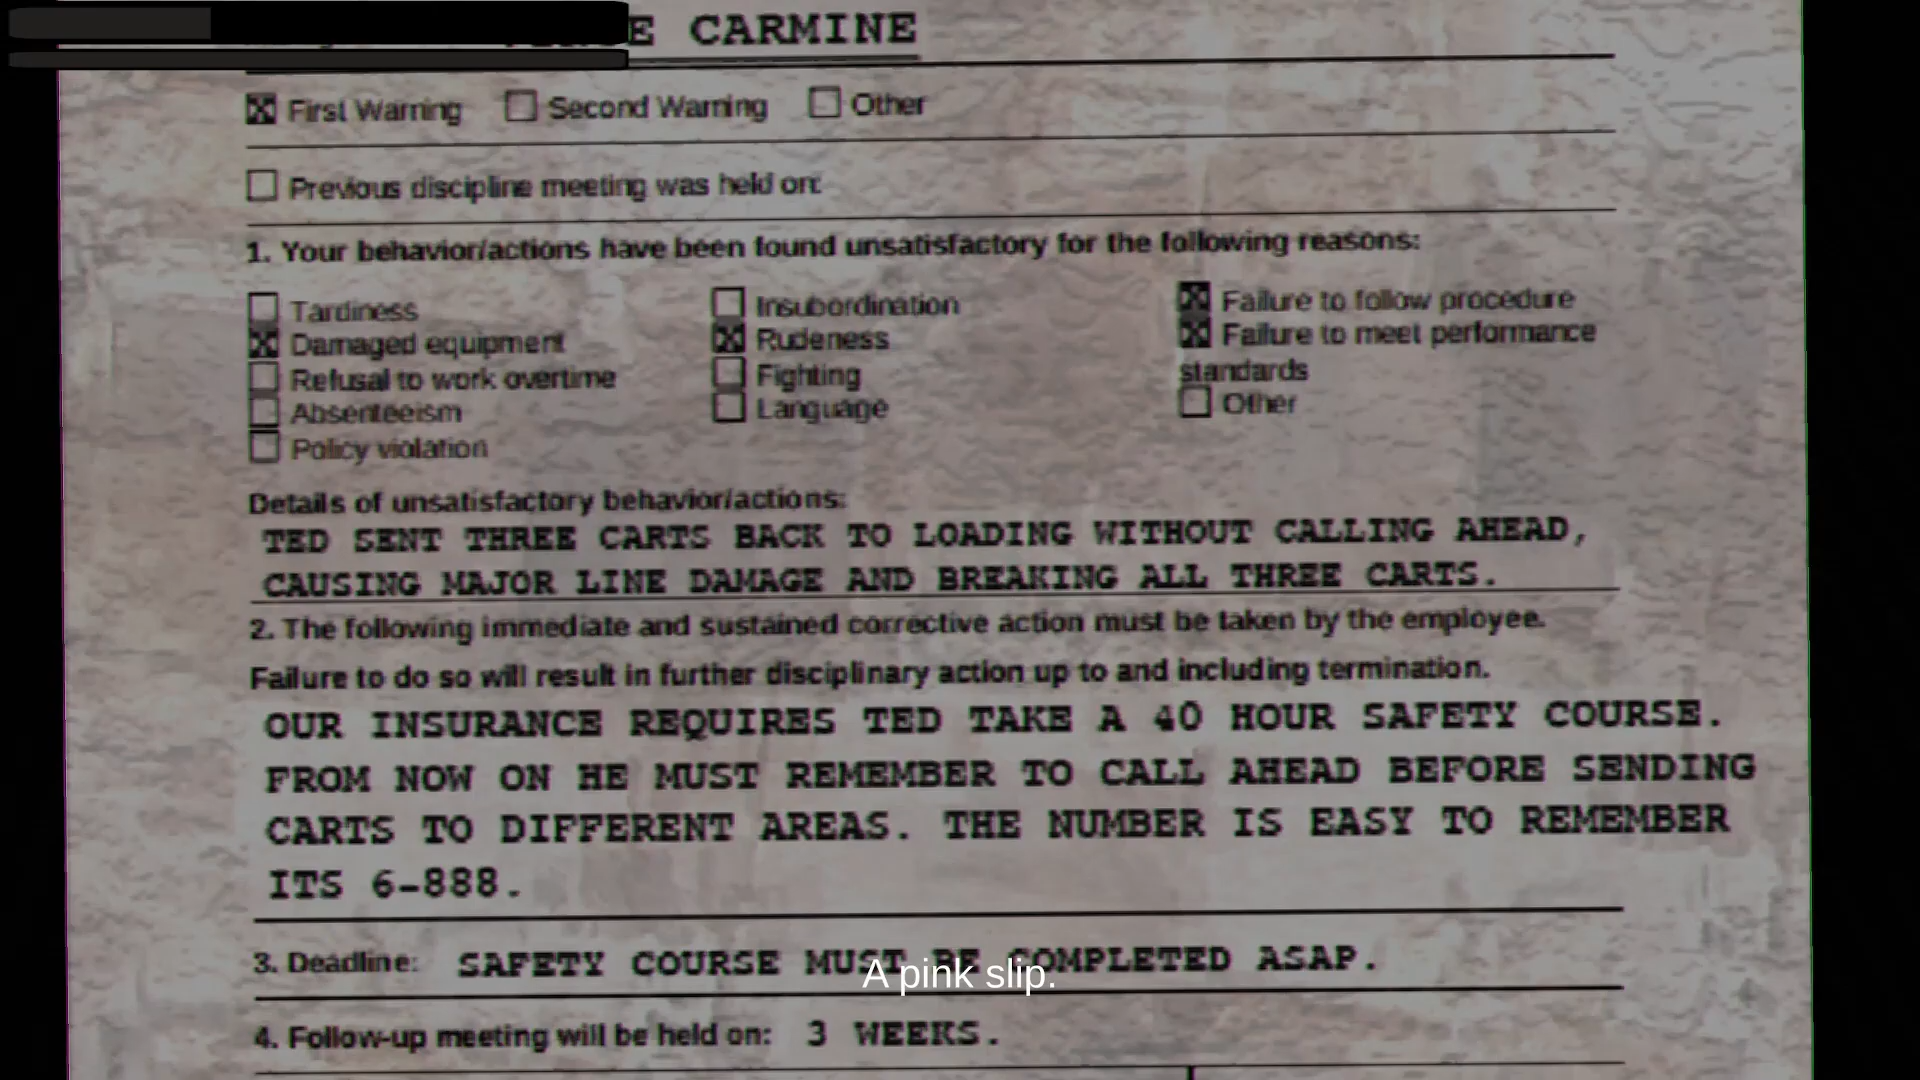 CARMINE
First Warning Second Warning Other
Previous discipline meeting was held on:
1. Your behavior/actions have been found unsatisfactory for the following reasons:
Tardiness Insubordination Failure to follow procedure
Damaged equipment Rudeness Failure to meet performance
Refusal to work overtime Fighting standards
Absenteeism Language Other
Policy violation
Details of unsatisfactory behavior/actions:
TED SENT THREE CARTS BACK TO LOADING WITHOUT CALLING AHEAD,
CAUSING MAJOR LINE DAMAGE AND BREAKING ALL THREE CARTS.
2. The following immediate and sustained corrective action must be taken by the employee.
Failure to do so will result in further disciplinary action up to and including termination.
OUR INSURANCE REQUIRES TED TAKE A 40 HOUR SAFETY COURSE.
FROM NOW ON HE MUST REMEMBER TO CALL AHEAD BEFORE SENDING
CARTS TO DIFFERENT AREAS. THE NUMBER IS EASY TO REMEMBER
ITS 6-888.
3. Deadline: SAFETY COURSE MUST BE COMPLETED ASAP.
A pink slip.
4. Follow-up meeting will be held on: 3 WEEKS.